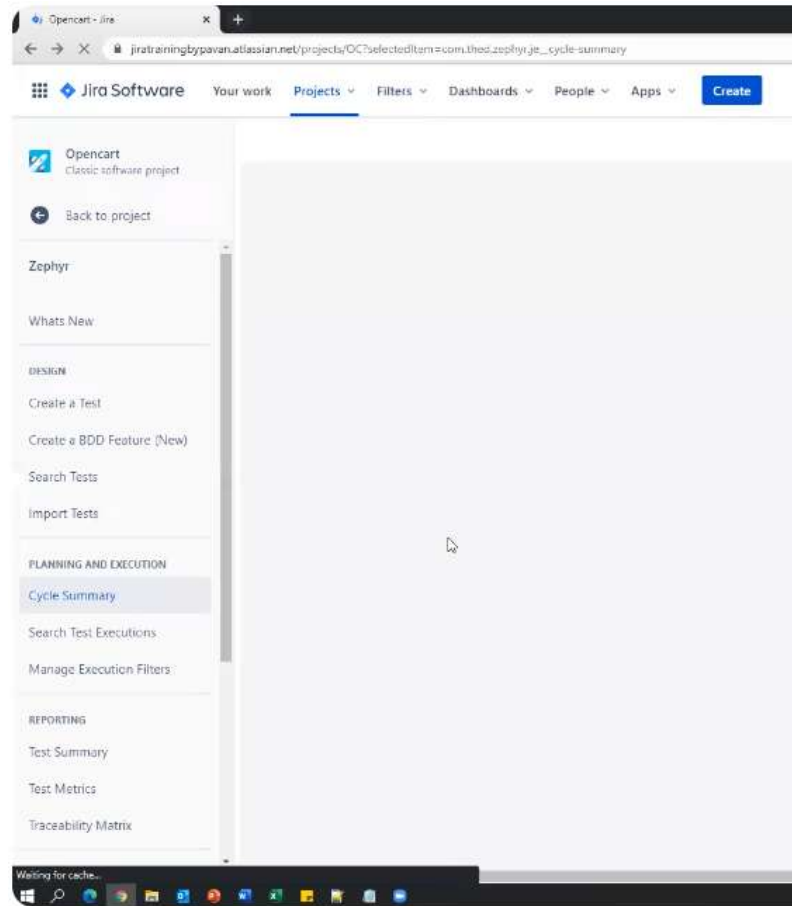 Opencart - Jira
jiratrainingbypavan.atlassian.net/projects/OC?selectedItem=com.thed.zephyr.je__cycle-summary
Jira Software Your work Projects Filters Dashboards People Apps Create
Opencart
Classic software project
Back to project
Zephyr
Whats New
DESIGN
Create a Test
Create a BDD Feature (New)
Search Tests
Import Tests
PLANNING AND EXECUTION
Cycle Summary
Search Test Executions
Manage Execution Filters
REPORTING
Test Summary
Test Metrics
Traceability Matrix
Waiting for cache...